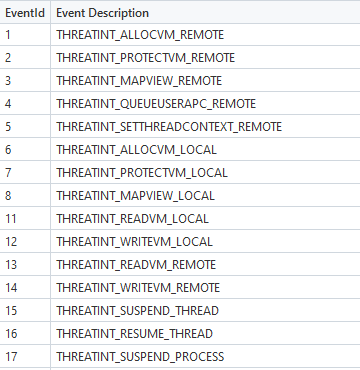 EventId Event Description
1 THREATINT_ALLOCVM_REMOTE
2 THREATINT_PROTECTVM_REMOTE
3 THREATINT_MAPVIEW_REMOTE
4 THREATINT_QUEUEUSERAPC_REMOTE
5 THREATINT_SETTHREADCONTEXT_REMOTE
6 THREATINT_ALLOCVM_LOCAL
7 THREATINT_PROTECTVM_LOCAL
8 THREATINT_MAPVIEW_LOCAL
11 THREATINT_READVM_LOCAL
12 THREATINT_WRITEVM_LOCAL
13 THREATINT_READVM_REMOTE
14 THREATINT_WRITEVM_REMOTE
15 THREATINT_SUSPEND_THREAD
16 THREATINT_RESUME_THREAD
17 THREATINT_SUSPEND_PROCESS